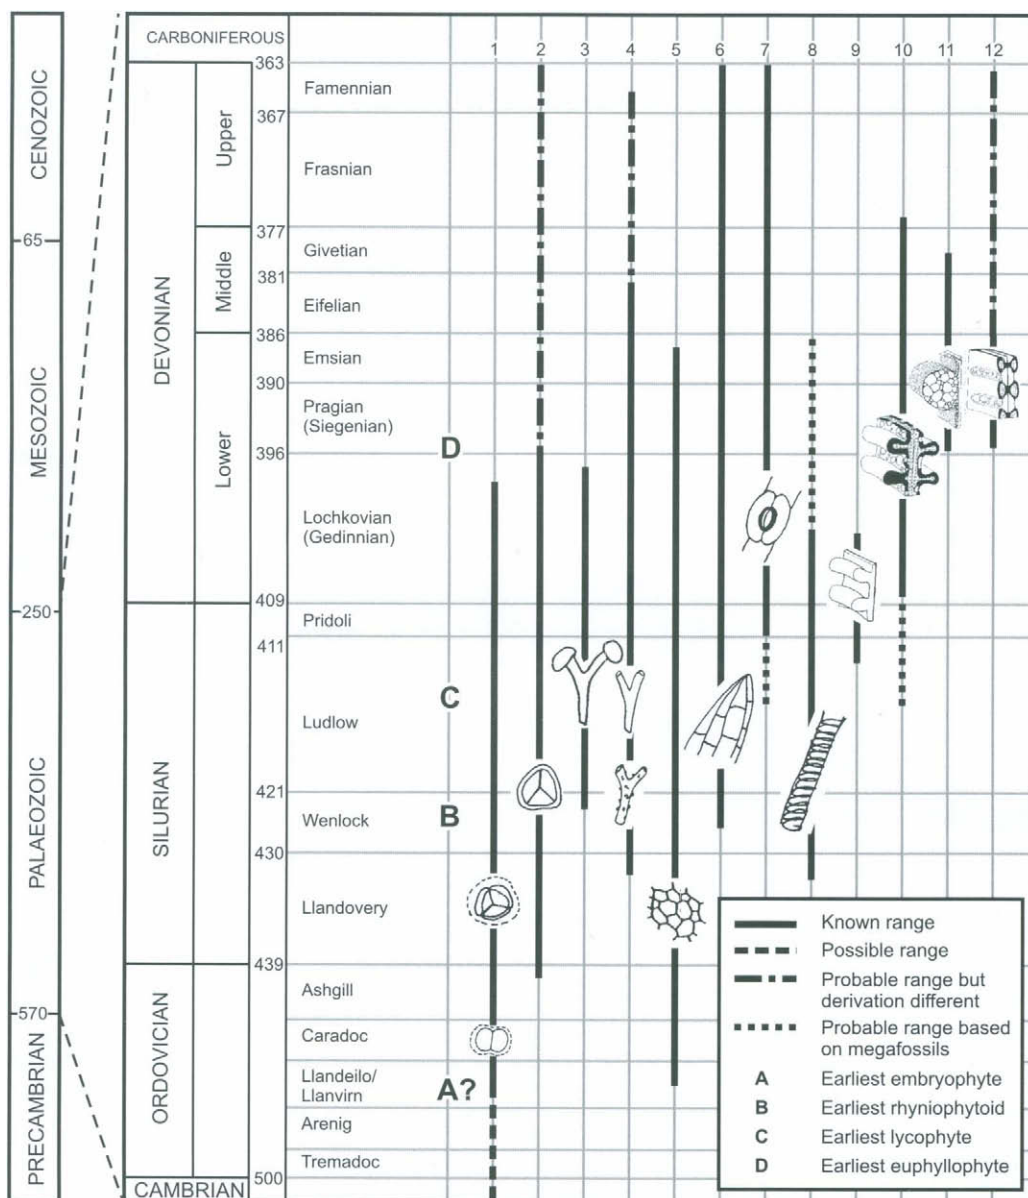 CARBONIFEROUS
1 2 3 4 5 6 7 8 9 10 11 12
363
Famennian
367
Frasnian
377
Givetian
381
Eifelian
386
Emsian
390
Pragian
(Siegenian)
396
D
Lochkovian
(Gedinnian)
409
Pridoli
411
C
Ludlow
421
B
Wenlock
430
Llandovery
439
Ashgill
Caradoc
Llandeilo/
Llanvirn
A?
Arenig
Tremadoc
500
CAMBRIAN
Upper
Middle
Lower
DEVONIAN
SILURIAN
ORDOVICIAN
CENOZOIC
65
MESOZOIC
250
PALAEOZOIC
570
PRECAMBRIAN
Known range
Possible range
Probable range but
derivation different
Probable range based
on megafossils
A Earliest embryophyte
B Earliest rhyniophytoid
C Earliest lycophyte
D Earliest euphyllophyte